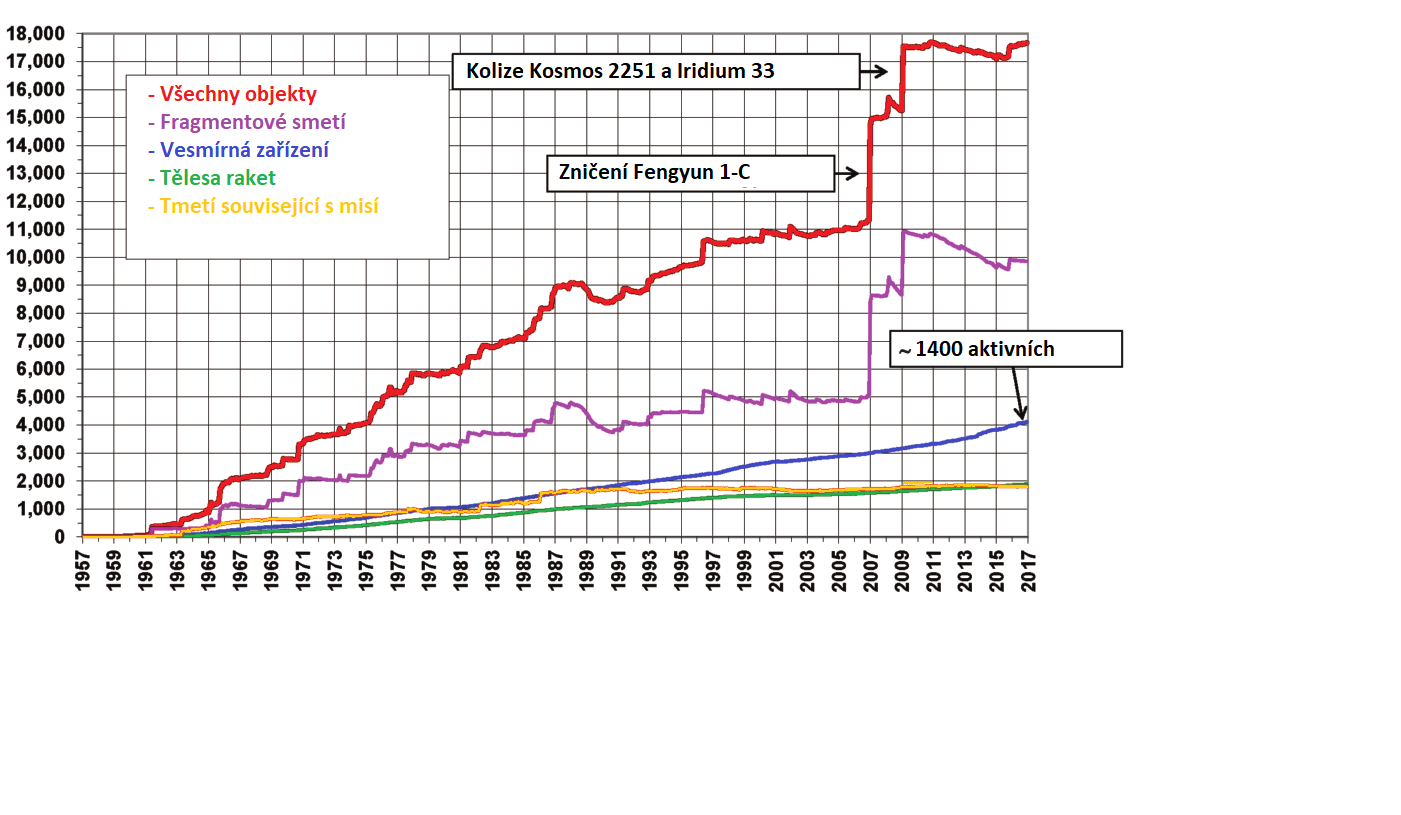 18,000
17,000
16,000
15,000
14,000
13,000
12,000
11,000
10,000
9,000
8,000
7,000
6,000
5,000
4,000
3,000
2,000
1,000
0
- Všechny objekty
- Fragmentové smetí
- Vesmírná zařízení
- Tělesa raket
- Tmetí související s misí
Kolize Kosmos 2251 a Iridium 33
Zničení Fengyun 1-C
~ 1400 aktivních
1957 1959 1961 1963 1965 1967 1969 1971 1973 1975 1977 1979 1981 1983 1985 1987 1989 1991 1993 1995 1997 1999 2001 2003 2005 2007 2009 2011 2013 2015 2017